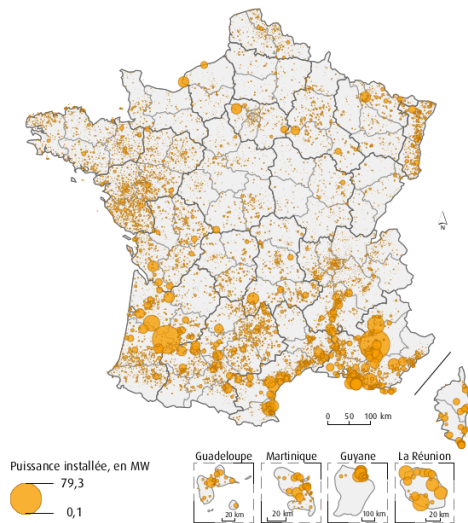 N
0 50 100 km
Puissance installée, en MW
79,3
0,1
Guadeloupe
20 km
Martinique
20 km
Guyane
100 km
La Réunion
20 km